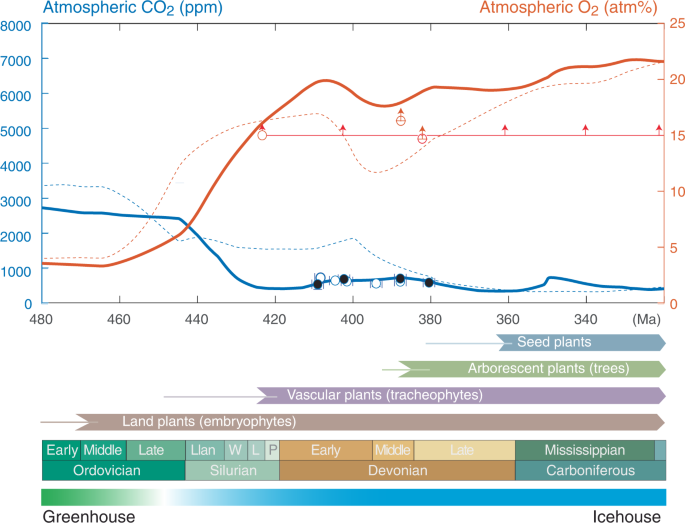 Atmospheric CO2 (ppm)
Atmospheric O2 (atm%)
8000
7000
6000
5000
4000
3000
2000
1000
0
25
20
15
10
5
0
480
460
440
420
400
380
360
340
(Ma)
Seed plants
Arborescent plants (trees)
Vascular plants (tracheophytes)
Land plants (embryophytes)
Early Middle Late Llan W L P Early Middle Late Mississippian
Ordovician Silurian Devonian Carboniferous
Greenhouse
Icehouse